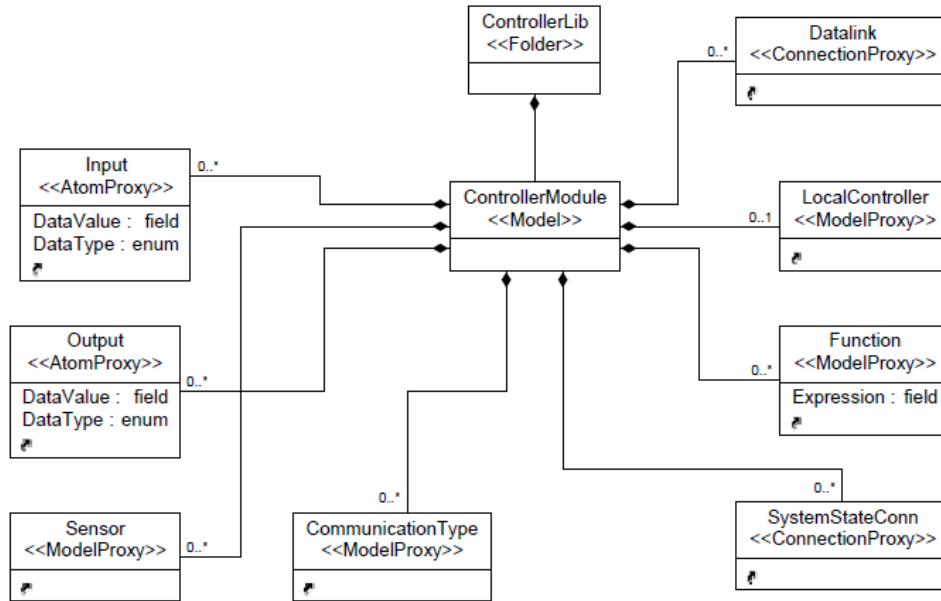 ControllerLib
<<Folder>>
Datalink
<<ConnectionProxy>>
0..*
Input
<<AtomProxy>>
DataValue : field
DataType : enum
0..*
ControllerModule
<<Model>>
LocalController
<<ModelProxy>>
0..1
Output
<<AtomProxy>>
DataValue : field
DataType : enum
0..*
Function
<<ModelProxy>>
Expression : field
0..*
Sensor
<<ModelProxy>>
0..*
CommunicationType
<<ModelProxy>>
0..*
SystemStateConn
<<ConnectionProxy>>
0..*